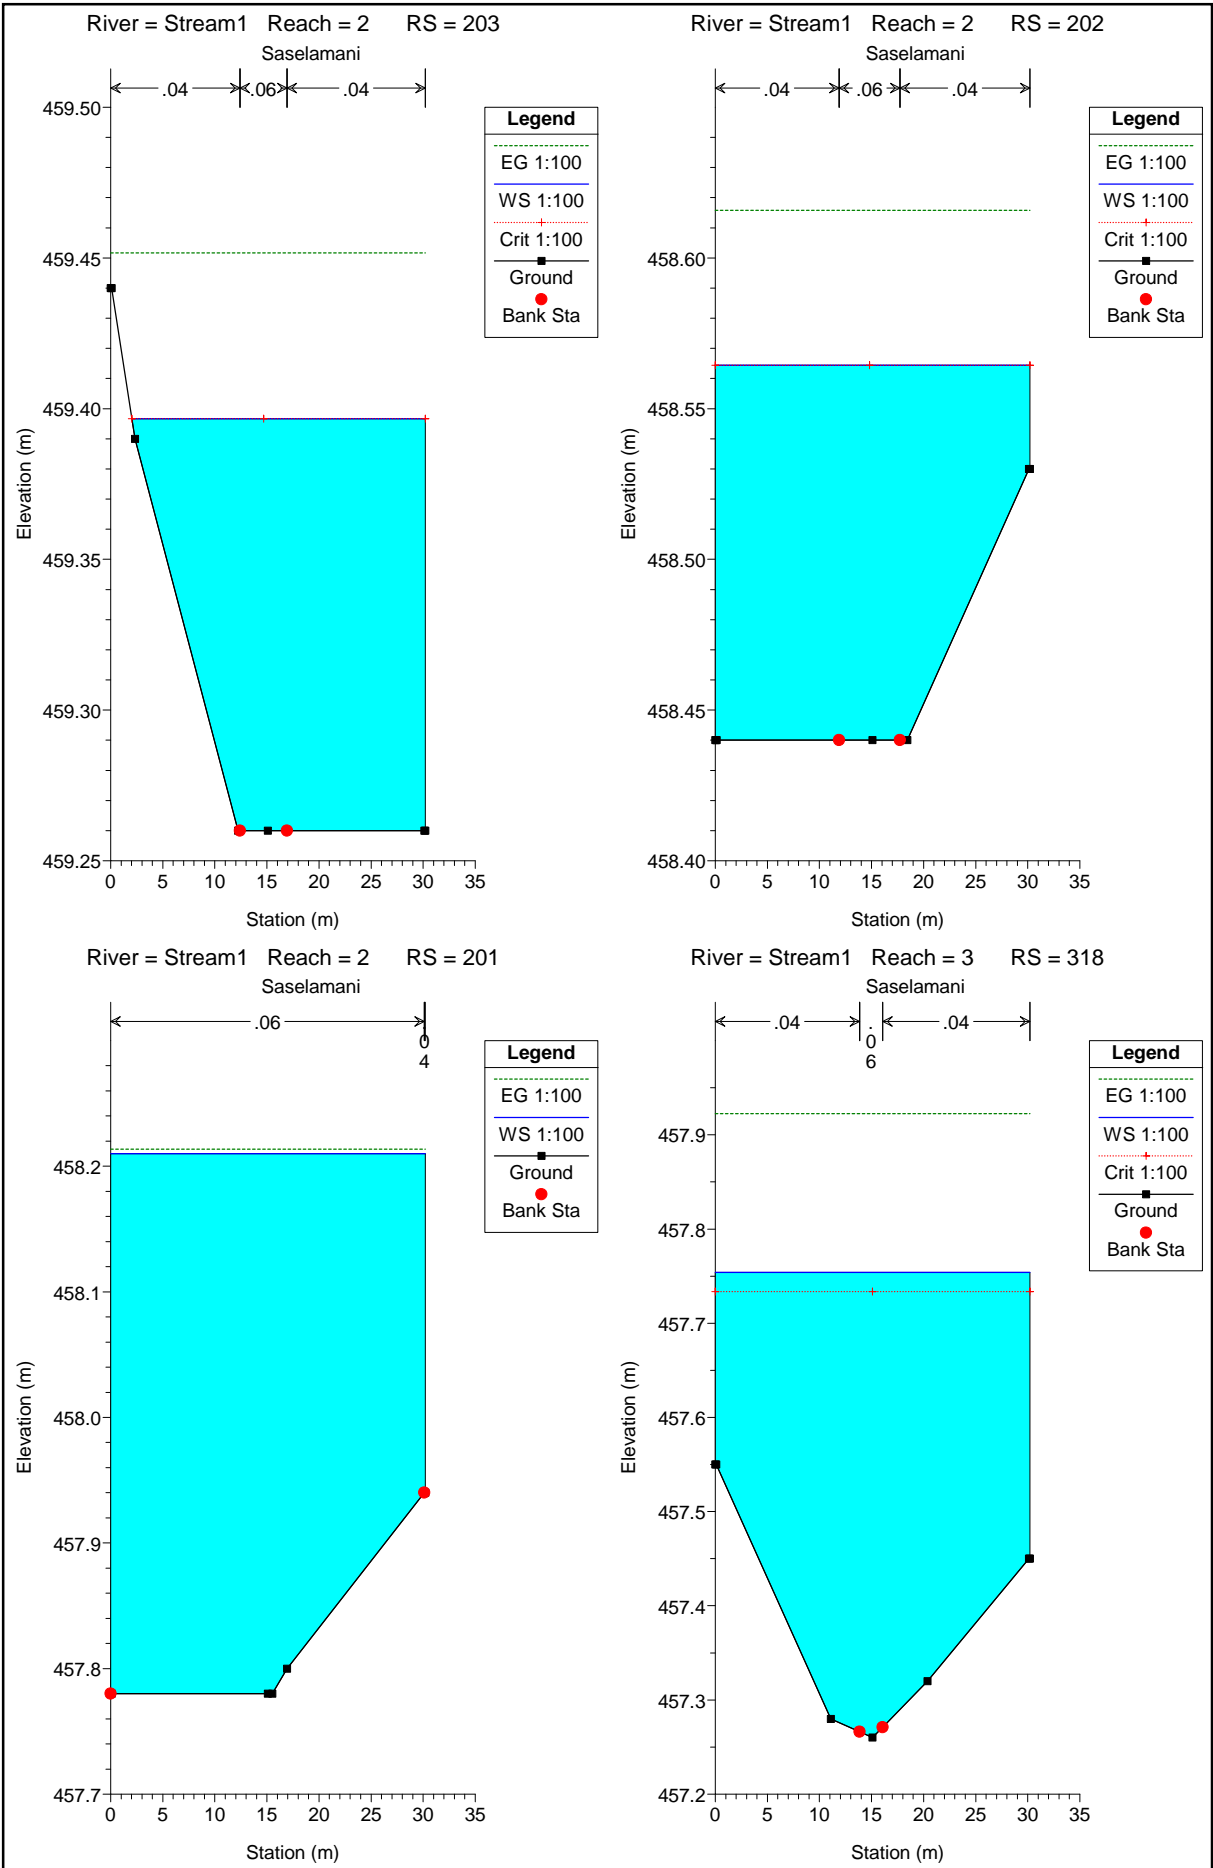 River = Stream1 Reach = 2 RS = 203
Saselamani
.04 .06 .04
459.50
459.45
459.40
459.35
459.30
459.25
Elevation (m)
0 5 10 15 20 25 30 35
Station (m)
Legend
EG 1:100
WS 1:100
Crit 1:100
Ground
Bank Sta
River = Stream1 Reach = 2 RS = 202
Saselamani
.04 .06 .04
458.60
458.55
458.50
458.45
458.40
Elevation (m)
0 5 10 15 20 25 30 35
Station (m)
Legend
EG 1:100
WS 1:100
Crit 1:100
Ground
Bank Sta
River = Stream1 Reach = 2 RS = 201
Saselamani
.06 .04
458.2
458.1
458.0
457.9
457.8
457.7
Elevation (m)
0 5 10 15 20 25 30 35
Station (m)
Legend
EG 1:100
WS 1:100
Ground
Bank Sta
River = Stream1 Reach = 3 RS = 318
Saselamani
.04 .06 .04
457.9
457.8
457.7
457.6
457.5
457.4
457.3
457.2
Elevation (m)
0 5 10 15 20 25 30 35
Station (m)
Legend
EG 1:100
WS 1:100
Crit 1:100
Ground
Bank Sta